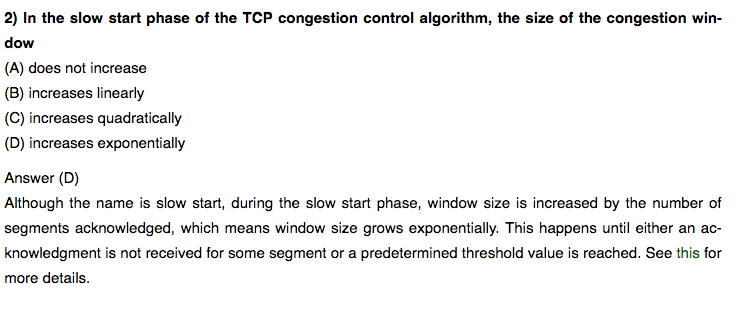 2) In the slow start phase of the TCP congestion control algorithm, the size of the congestion win-
dow
(A) does not increase
(B) increases linearly
(C) increases quadratically
(D) increases exponentially
Answer (D)
Although the name is slow start, during the slow start phase, window size is increased by the number of
segments acknowledged, which means window size grows exponentially. This happens until either an ac-
knowledgment is not received for some segment or a predetermined threshold value is reached. See this for
more details.